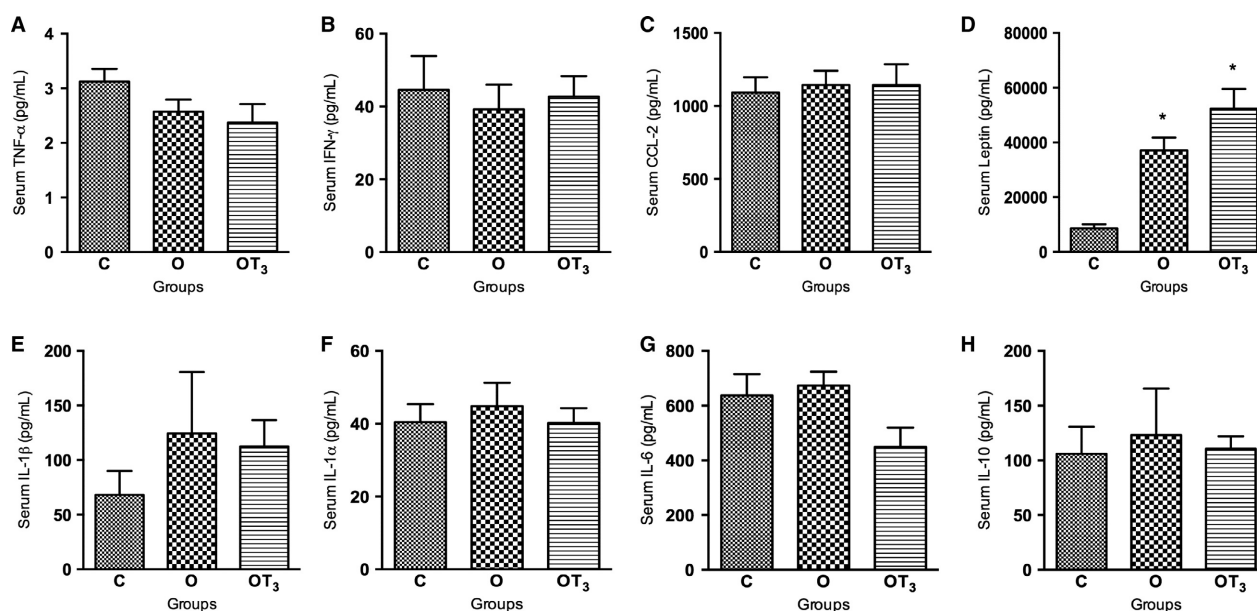 A
Serum TNF-α (pg/mL)
4
3
2
1
0
C O OT₃
Groups
B
Serum IFN-γ (pg/mL)
60
40
20
0
C O OT₃
Groups
C
Serum CCL-2 (pg/mL)
1500
1000
500
0
C O OT₃
Groups
D
Serum Leptin (pg/mL)
80000
60000
40000
20000
0
* *
C O OT₃
Groups
E
Serum IL-1β (pg/mL)
200
150
100
50
0
C O OT₃
Groups
F
Serum IL-1α (pg/mL)
60
40
20
0
C O OT₃
Groups
G
Serum IL-6 (pg/mL)
800
600
400
200
0
C O OT₃
Groups
H
Serum IL-10 (pg/mL)
200
150
100
50
0
C O OT₃
Groups